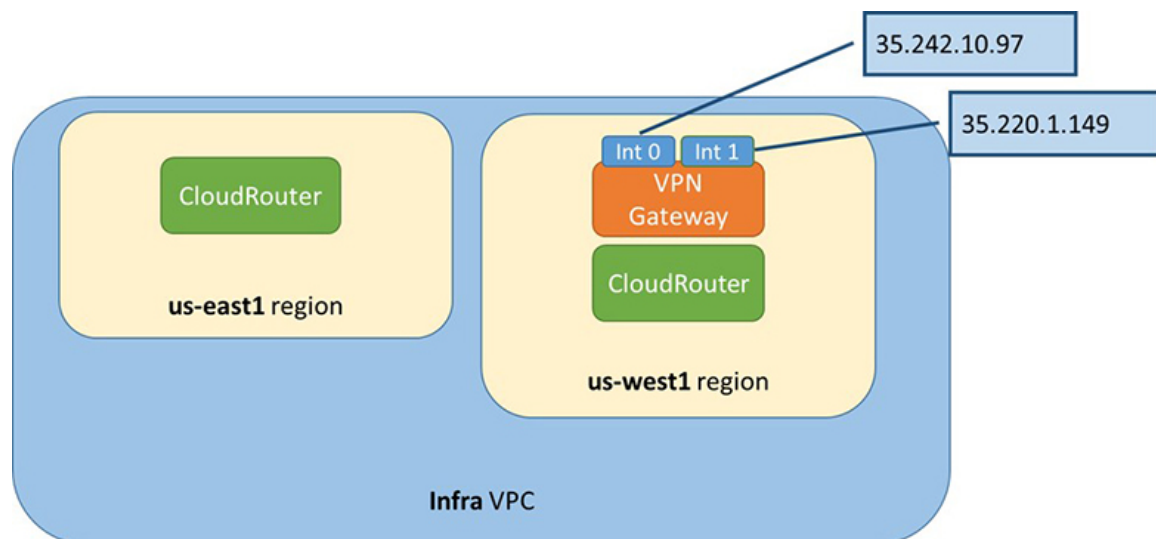 35.242.10.97
35.220.1.149
Int 0 Int 1
CloudRouter
VPN
Gateway
CloudRouter
us-east1 region
us-west1 region
Infra VPC